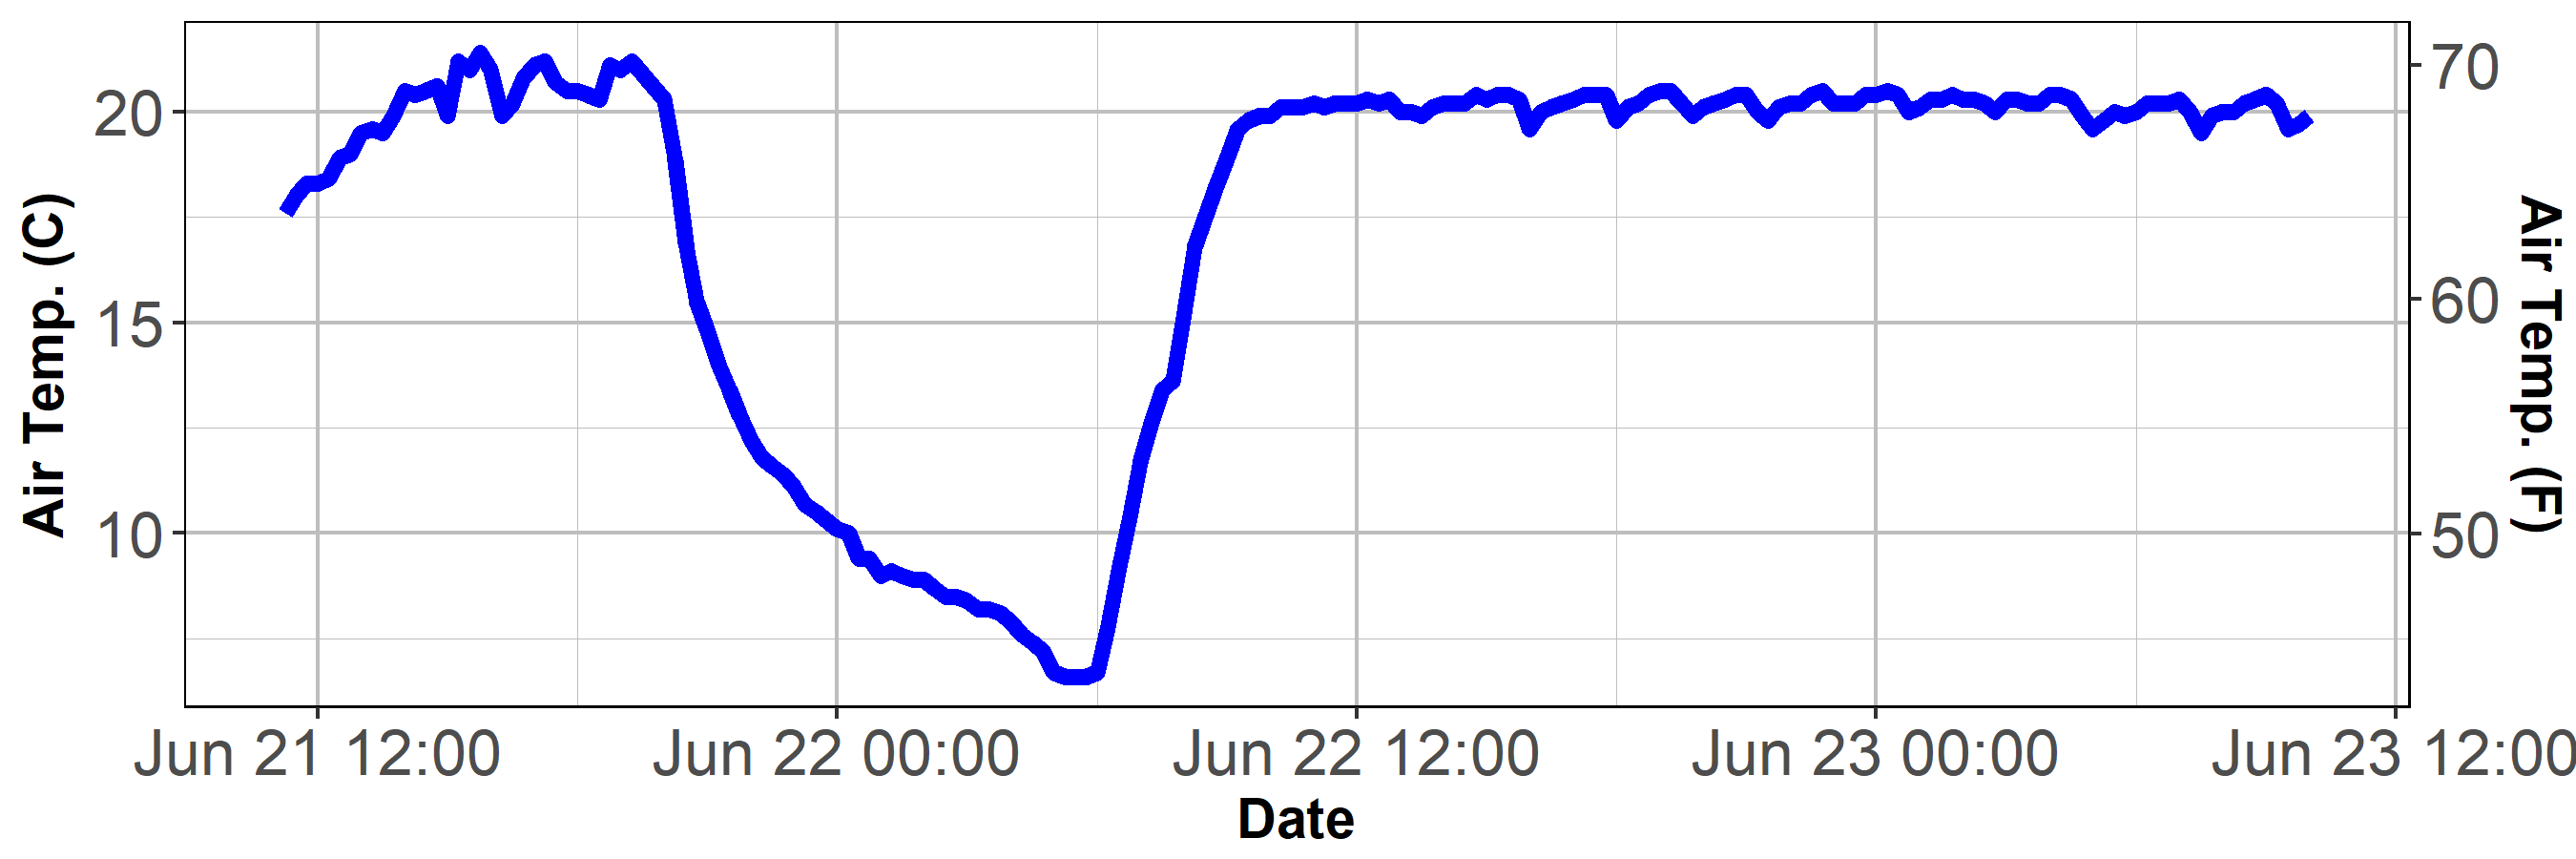 Air Temp. (C)
20
15
10
70
60
50
Air Temp. (F)
Jun 21 12:00
Jun 22 00:00
Jun 22 12:00
Jun 23 00:00
Jun 23 12:00
Date